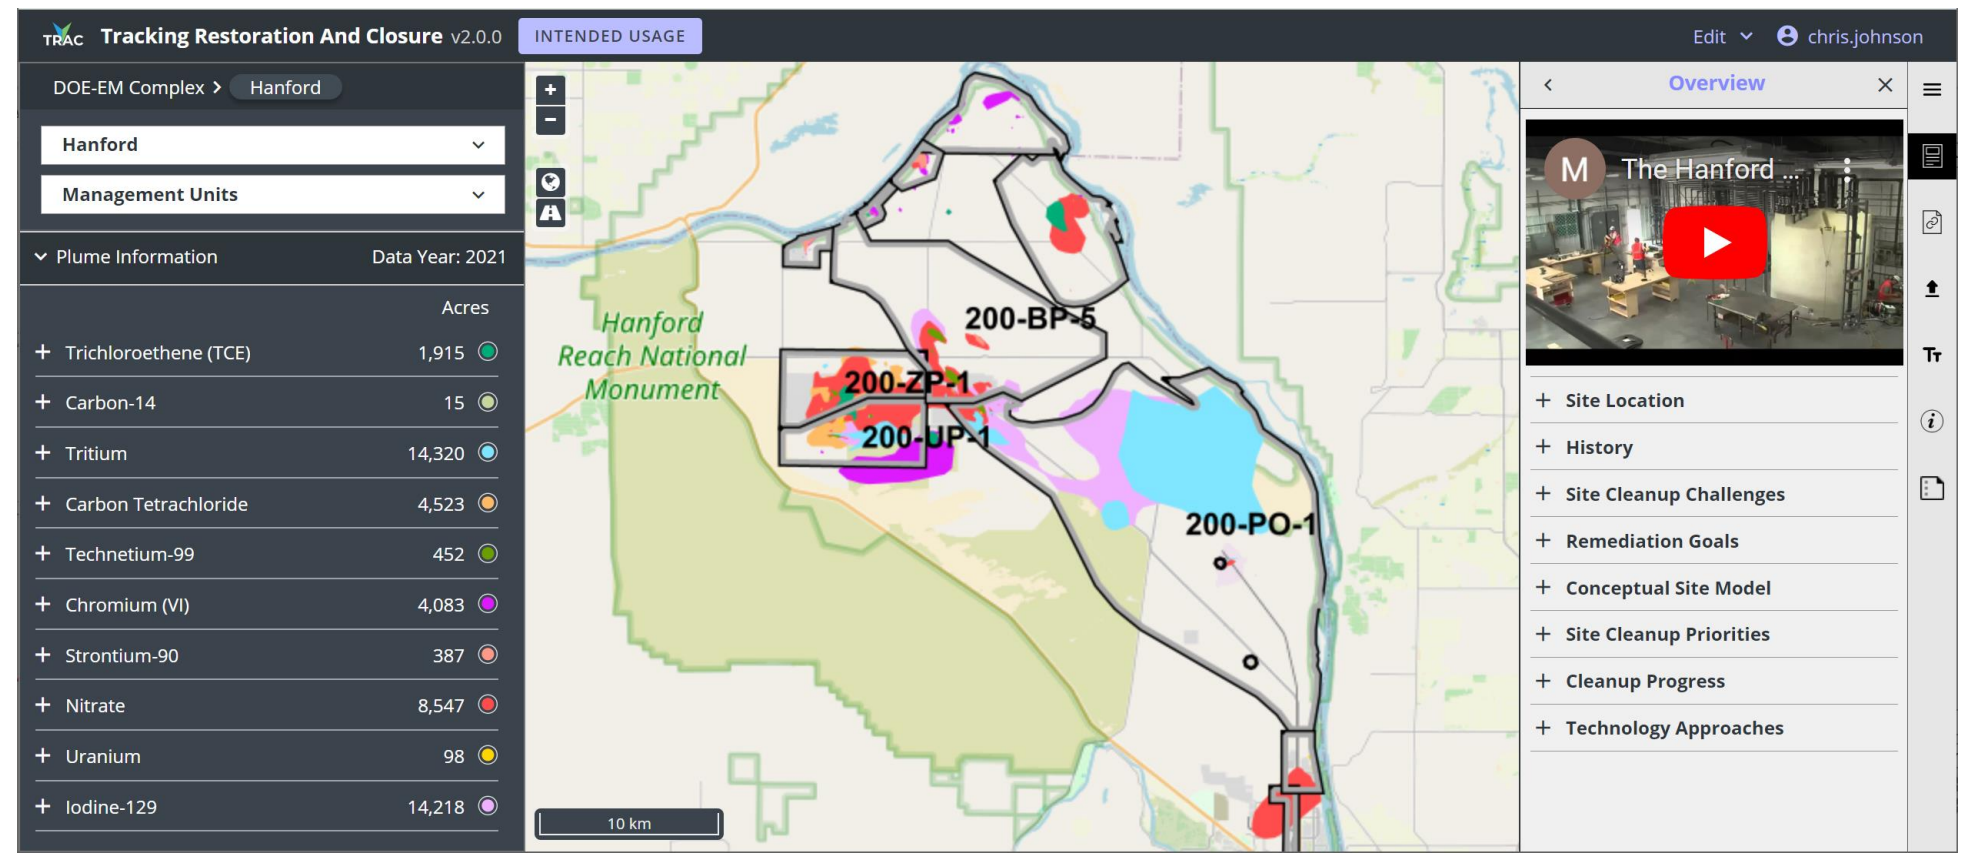 TRAC Tracking Restoration And Closure v2.0.0 INTENDED USAGE Edit chris.johnson
DOE-EM Complex > Hanford
Hanford
Management Units
Plume Information Data Year: 2021
Acres
+ Trichloroethene (TCE) 1,915
+ Carbon-14 15
+ Tritium 14,320
+ Carbon Tetrachloride 4,523
+ Technetium-99 452
+ Chromium (VI) 4,083
+ Strontium-90 387
+ Nitrate 8,547
+ Uranium 98
+ Iodine-129 14,218
+
−
Hanford
Reach National
Monument
200-BP-5
200-ZP-1
200-UP-1
200-PO-1
10 km
Overview
M The Hanford ...
+ Site Location
+ History
+ Site Cleanup Challenges
+ Remediation Goals
+ Conceptual Site Model
+ Site Cleanup Priorities
+ Cleanup Progress
+ Technology Approaches
TT
i